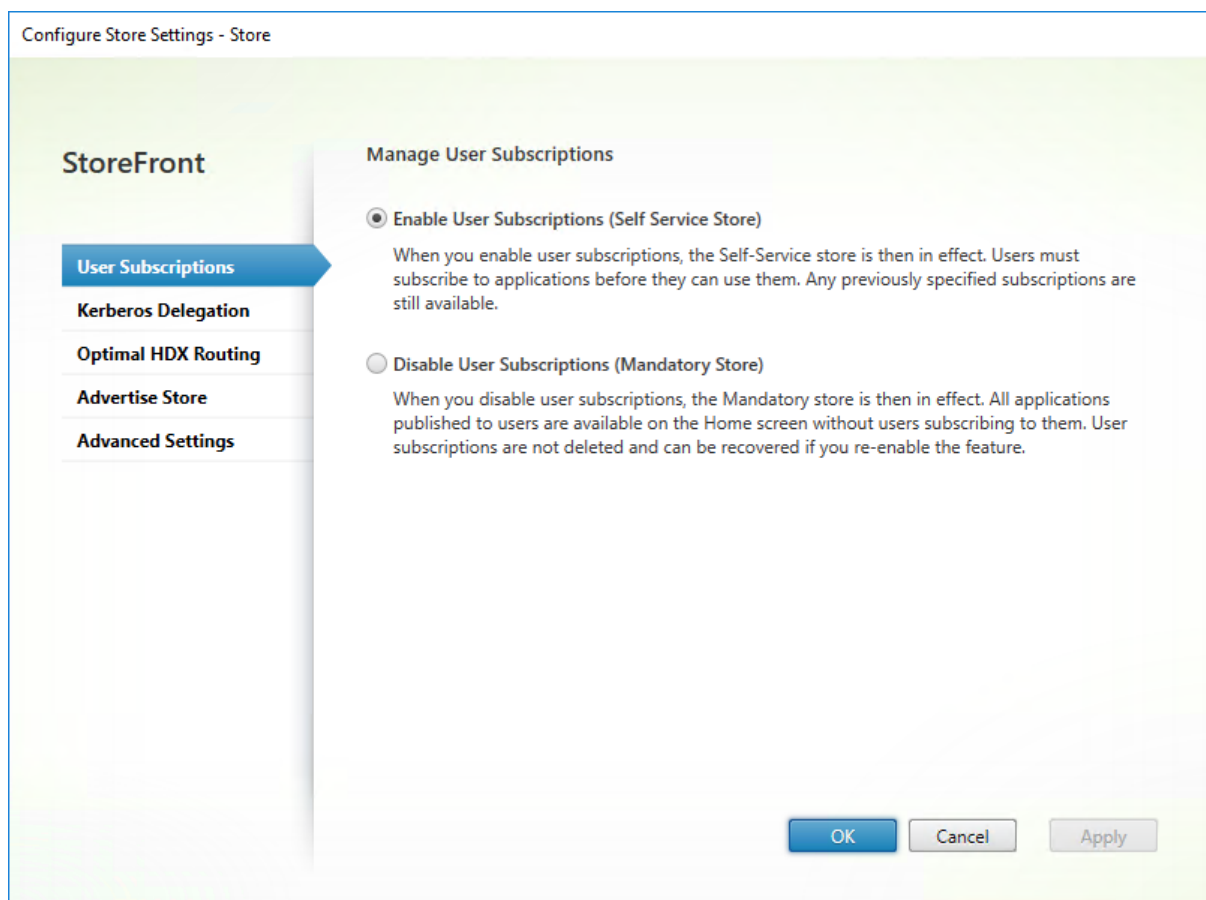 Configure Store Settings - Store
StoreFront
User Subscriptions
Kerberos Delegation
Optimal HDX Routing
Advertise Store
Advanced Settings
Manage User Subscriptions
Enable User Subscriptions (Self Service Store)
When you enable user subscriptions, the Self-Service store is then in effect. Users must
subscribe to applications before they can use them. Any previously specified subscriptions are
still available.
Disable User Subscriptions (Mandatory Store)
When you disable user subscriptions, the Mandatory store is then in effect. All applications
published to users are available on the Home screen without users subscribing to them. User
subscriptions are not deleted and can be recovered if you re-enable the feature.
OK
Cancel
Apply